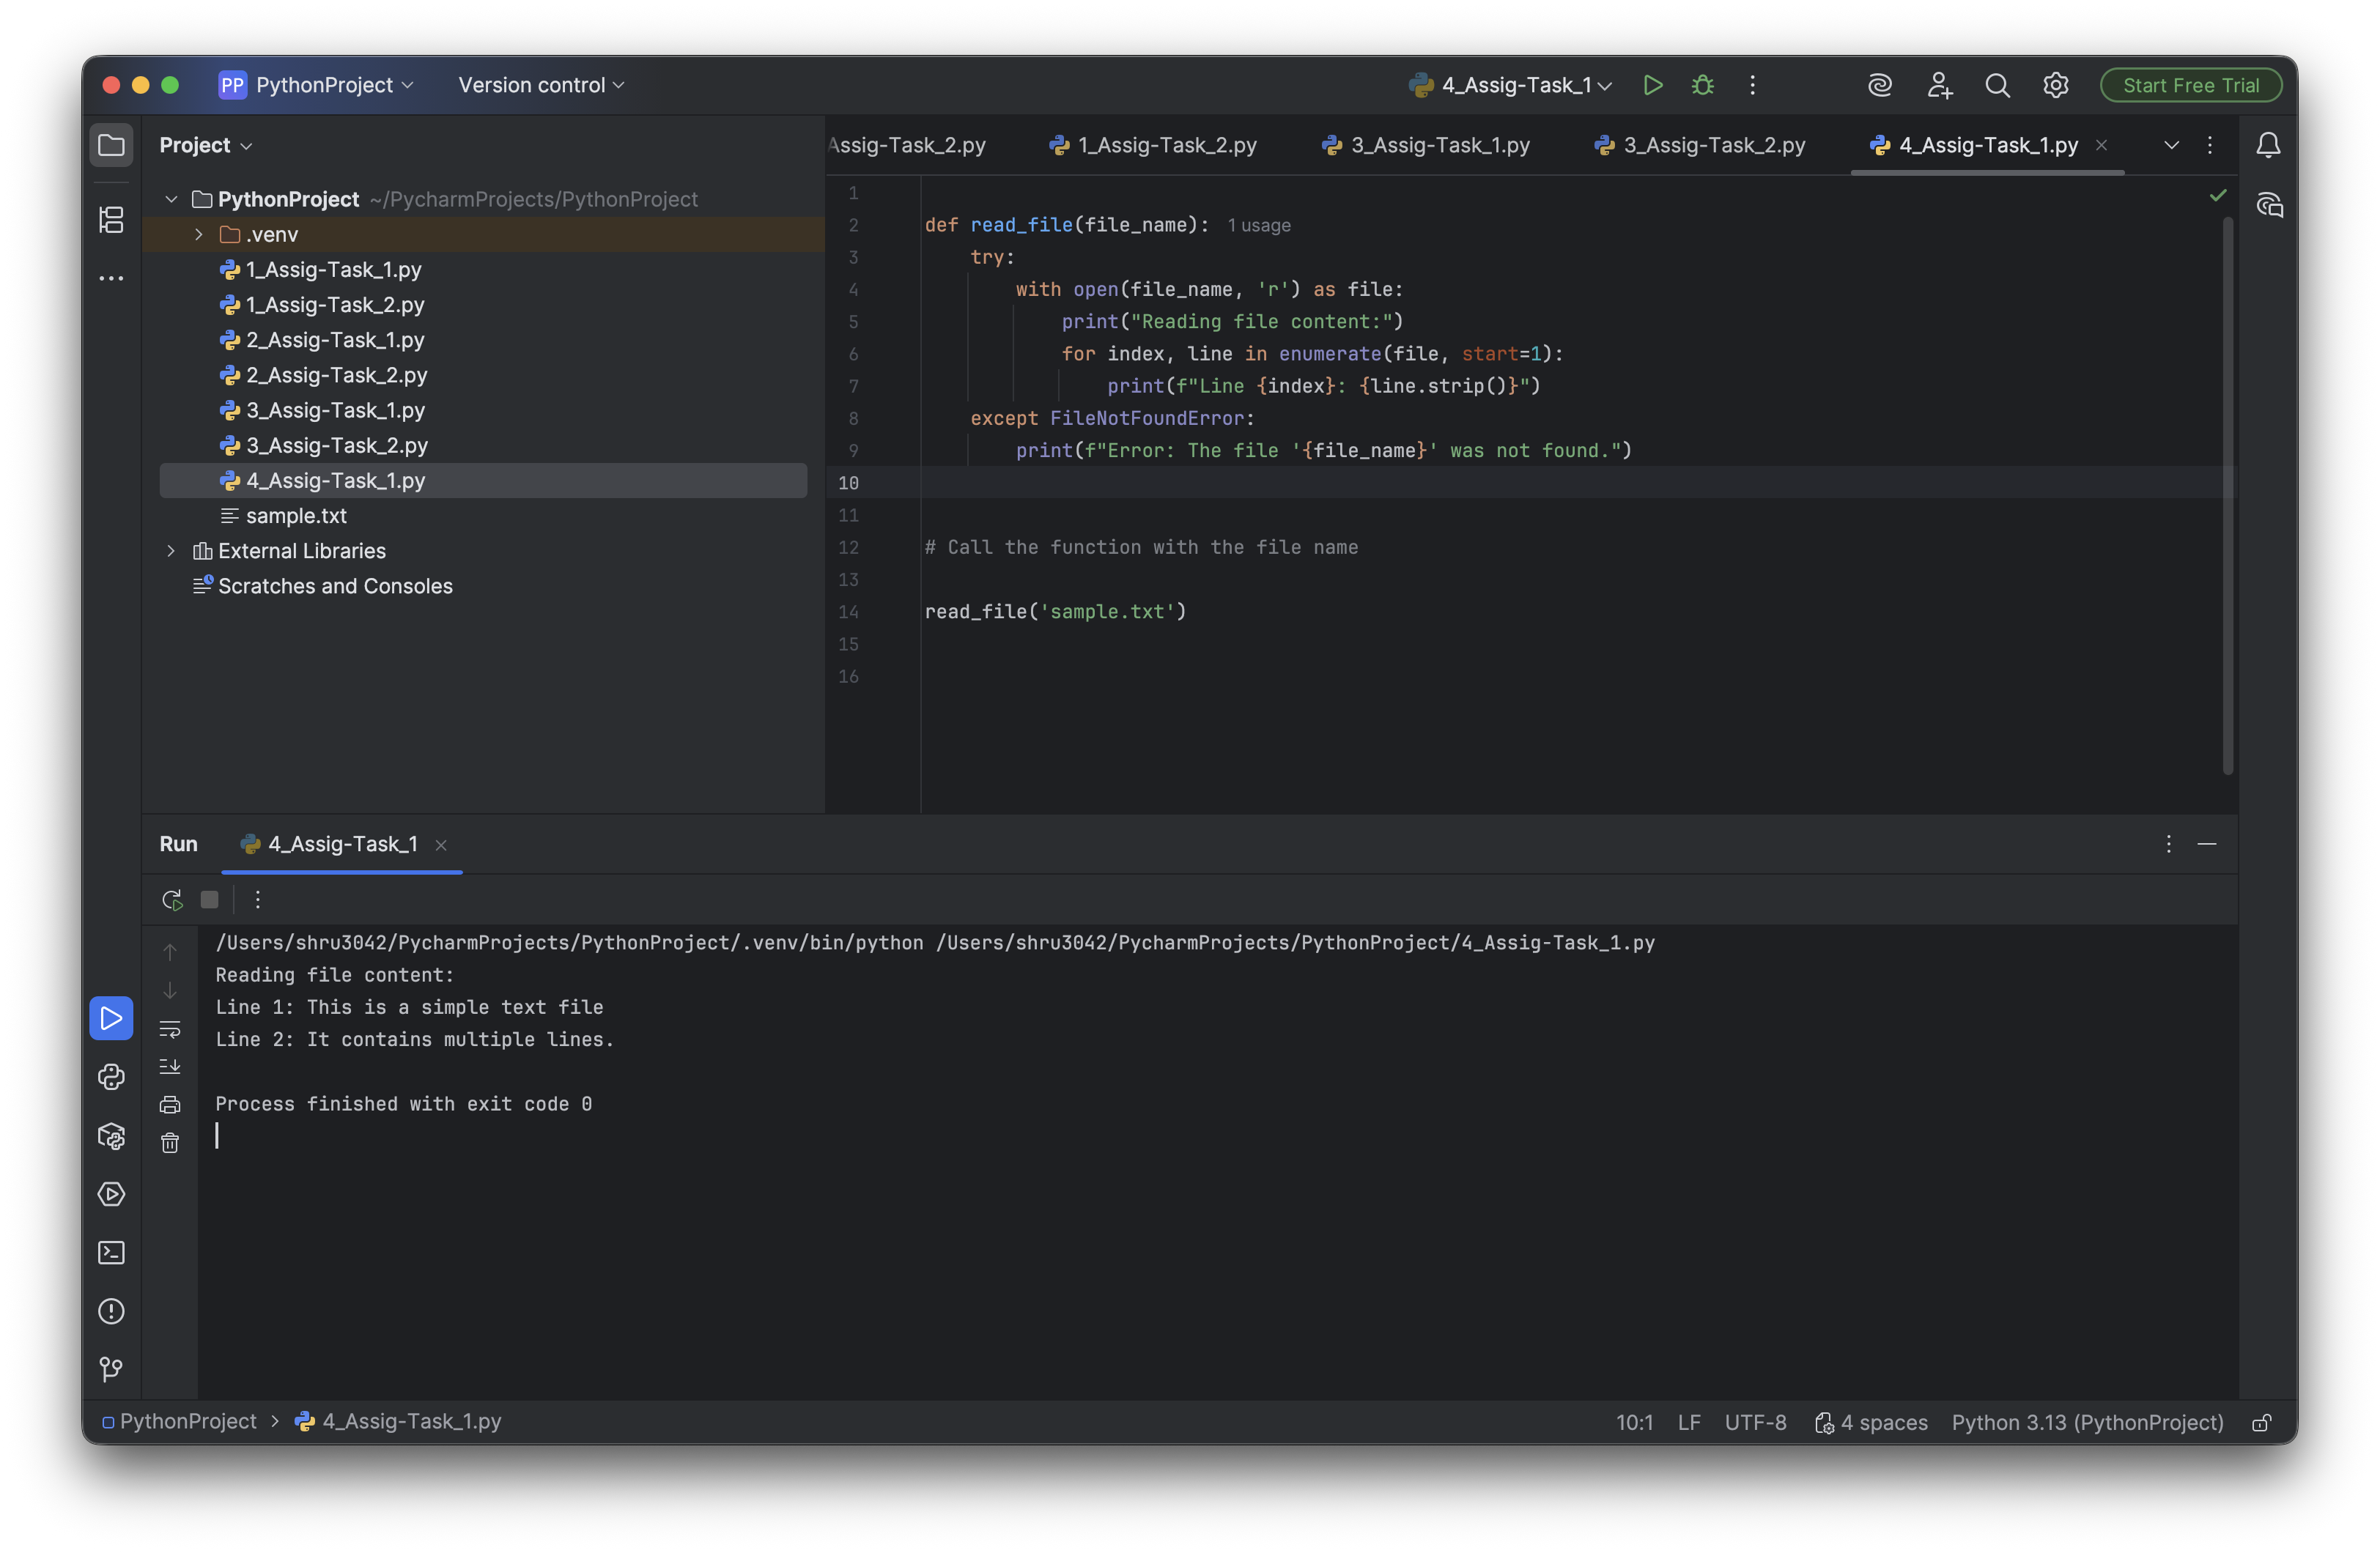 PP PythonProject Version control 4_Assig-Task_1 Start Free Trial
Project
Assig-Task_2.py 1_Assig-Task_2.py 3_Assig-Task_1.py 3_Assig-Task_2.py 4_Assig-Task_1.py
PythonProject ~/PycharmProjects/PythonProject
.venv
1_Assig-Task_1.py
1_Assig-Task_2.py
2_Assig-Task_1.py
2_Assig-Task_2.py
3_Assig-Task_1.py
3_Assig-Task_2.py
4_Assig-Task_1.py
sample.txt
External Libraries
Scratches and Consoles
1
2 def read_file(file_name): 1 usage
3     try:
4         with open(file_name, 'r') as file:
5             print("Reading file content:")
6             for index, line in enumerate(file, start=1):
7                 print(f"Line {index}: {line.strip()}")
8     except FileNotFoundError:
9         print(f"Error: The file '{file_name}' was not found.")
10
11
12 # Call the function with the file name
13
14 read_file('sample.txt')
15
16
Run 4_Assig-Task_1
/Users/shru3042/PycharmProjects/PythonProject/.venv/bin/python /Users/shru3042/PycharmProjects/PythonProject/4_Assig-Task_1.py
Reading file content:
Line 1: This is a simple text file
Line 2: It contains multiple lines.
Process finished with exit code 0
PythonProject > 4_Assig-Task_1.py 10:1 LF UTF-8 4 spaces Python 3.13 (PythonProject)